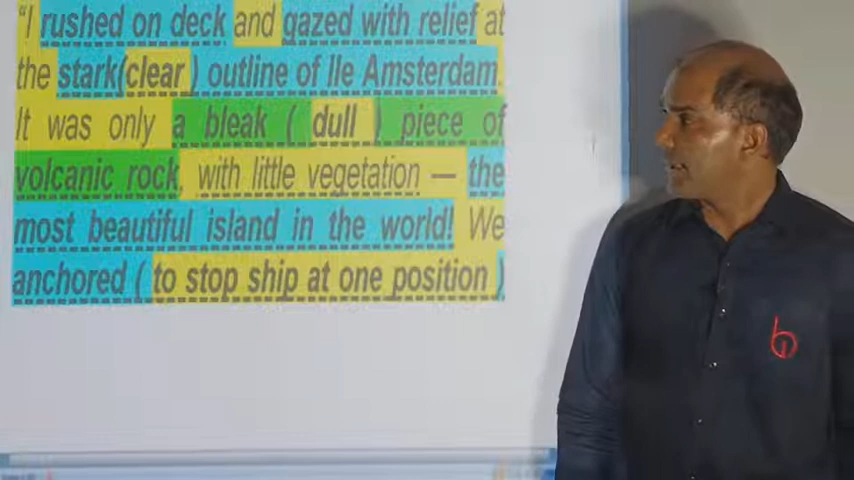 “I rushed on deck and gazed with relief at
the stark(clear ) outline of Ile Amsterdam.
It was only a bleak ( dull ) piece of
volcanic rock, with little vegetation — the
most beautiful island in the world! We
anchored ( to stop ship at one position )